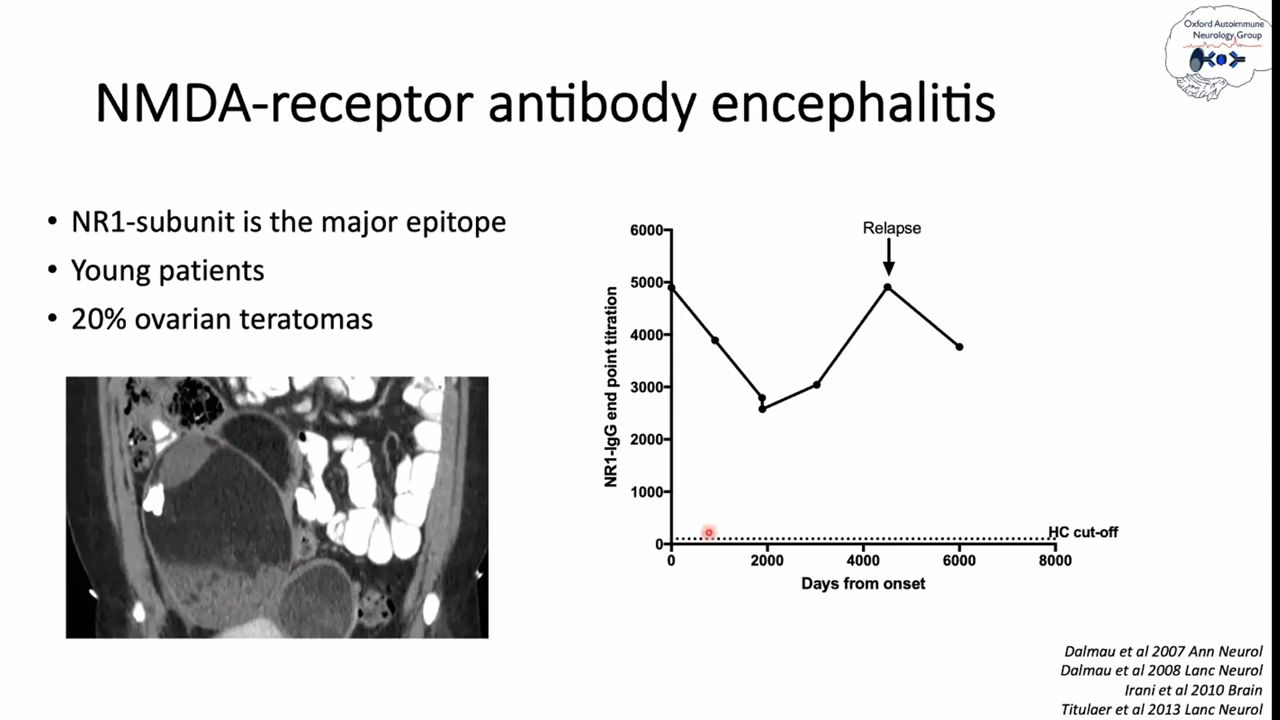 Oxford Autoimmune
Neurology Group
NMDA-receptor antibody encephalitis
• NR1-subunit is the major epitope
• Young patients
• 20% ovarian teratomas
Relapse
NR1-IgG end point titration
6000
5000
4000
3000
2000
1000
0
HC cut-off
0 2000 4000 6000 8000
Days from onset
Dalmau et al 2007 Ann Neurol
Dalmau et al 2008 Lanc Neurol
Irani et al 2010 Brain
Titulaer et al 2013 Lanc Neurol